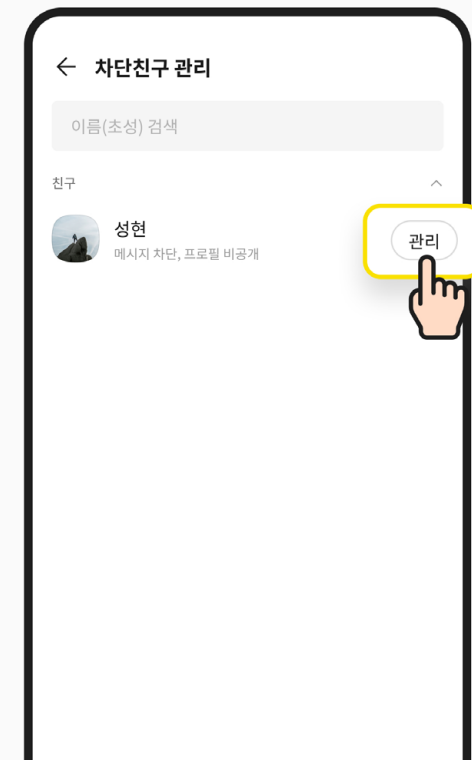 차단친구 관리
이름(초성) 검색
친구
성현
메시지 차단, 프로필 비공개
관리